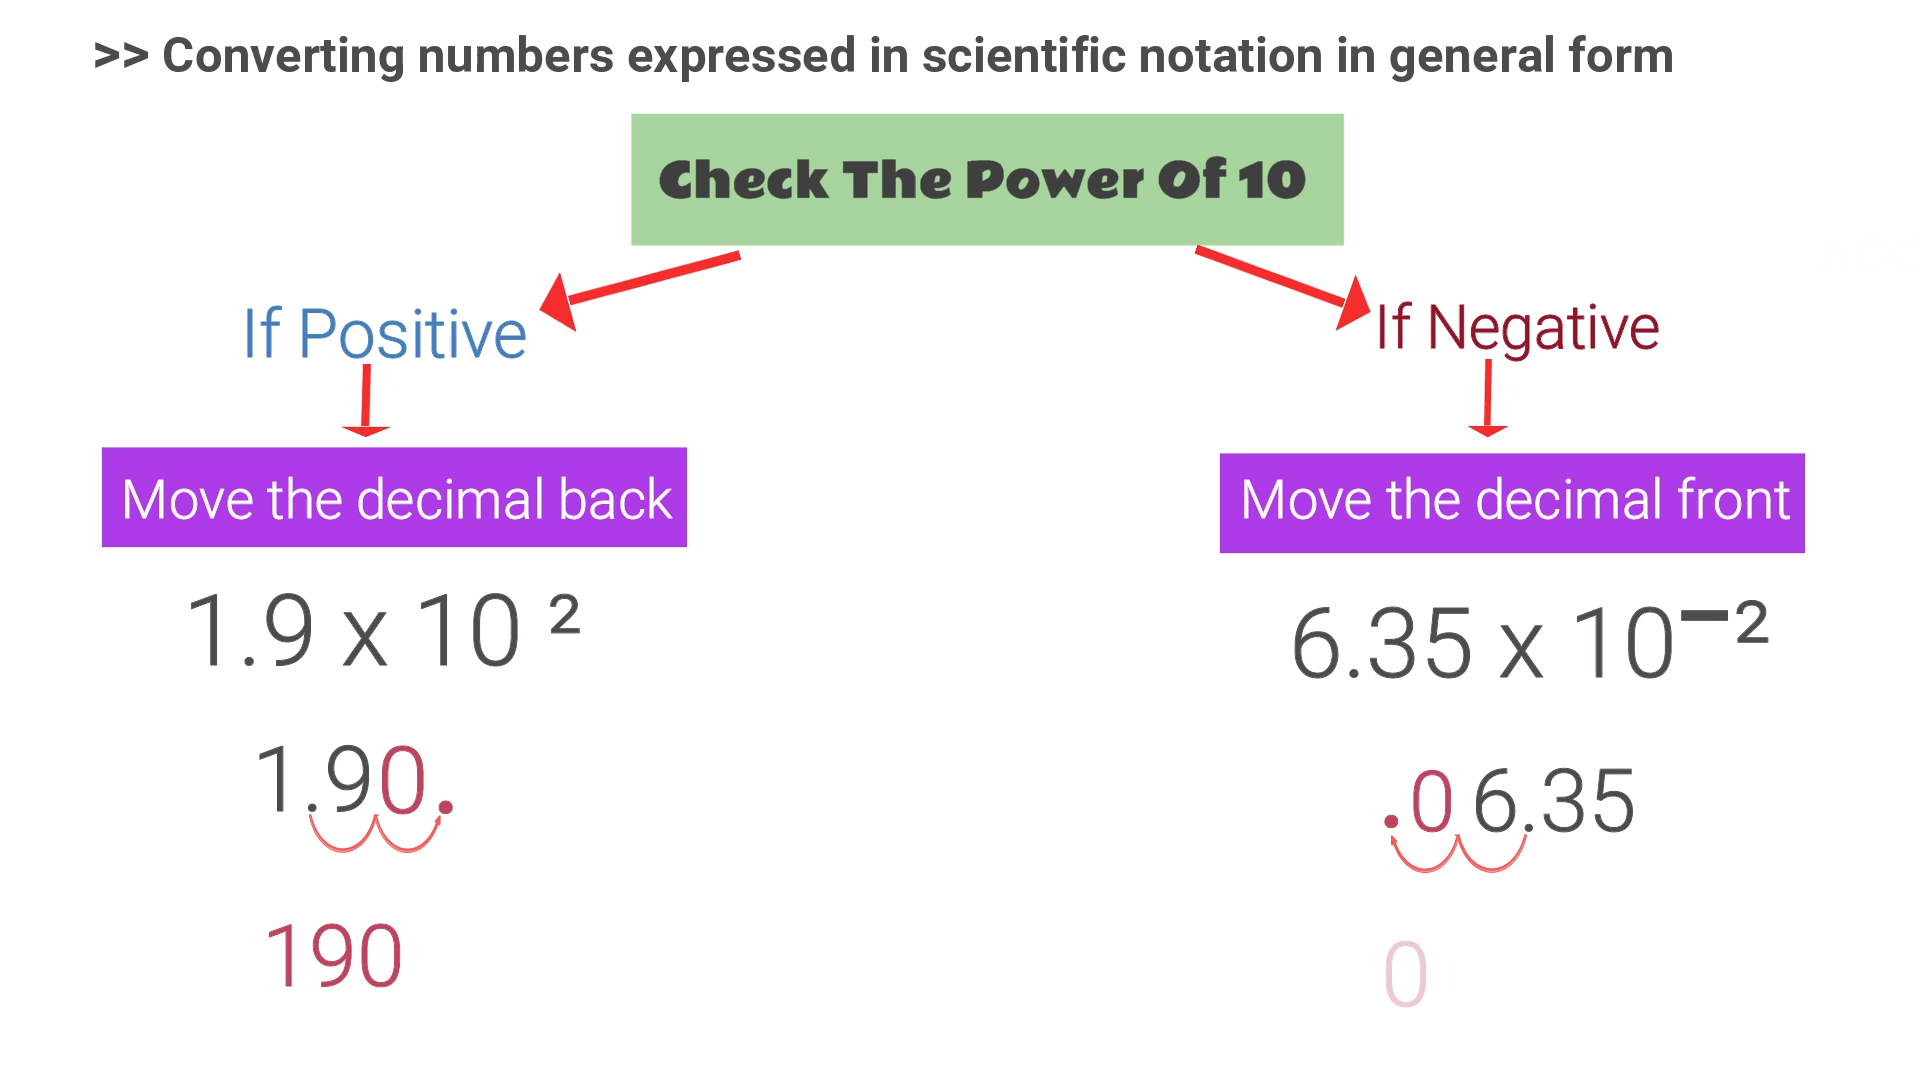 >> Converting numbers expressed in scientific notation in general form
Check The Power Of 10
If Positive
If Negative
Move the decimal back
Move the decimal front
1.9 x 10 ²
6.35 x 10⁻²
1.90.
.06.35
190
0